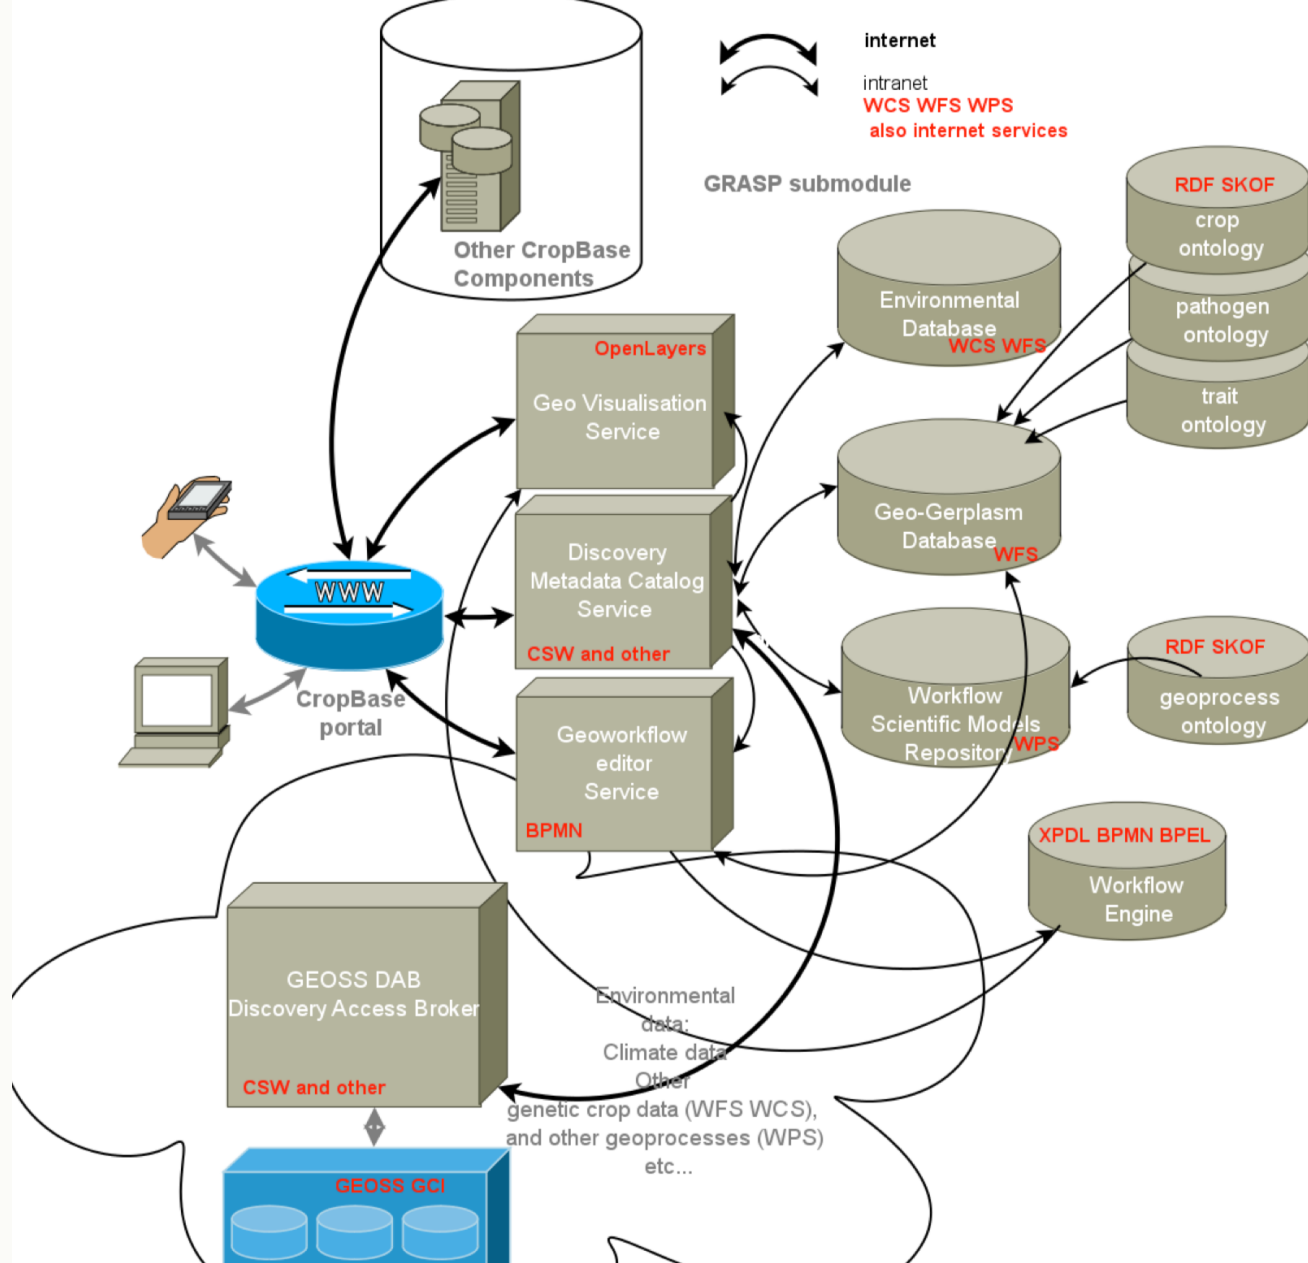 internet
intranet
WCS WFS WPS
also internet services
GRASP submodule
Other CropBase
Components
RDF SKOF
crop
ontology
pathogen
ontology
trait
ontology
Environmental
Database
WCS WFS
OpenLayers
Geo Visualisation
Service
Geo-Gerplasm
Database
WFS
Discovery
Metadata Catalog
Service
CSW and other
WWW
CropBase
portal
RDF SKOF
geoprocess
ontology
Workflow
Scientific Models
Repository
WPS
Geoworkflow
editor
Service
BPMN
XPDL BPMN BPEL
Workflow
Engine
GEOSS DAB
Discovery Access Broker
CSW and other
Environmental
data:
Climate data
Other
genetic crop data (WFS WCS),
and other geoprocesses (WPS)
etc...
GEOSS GCI